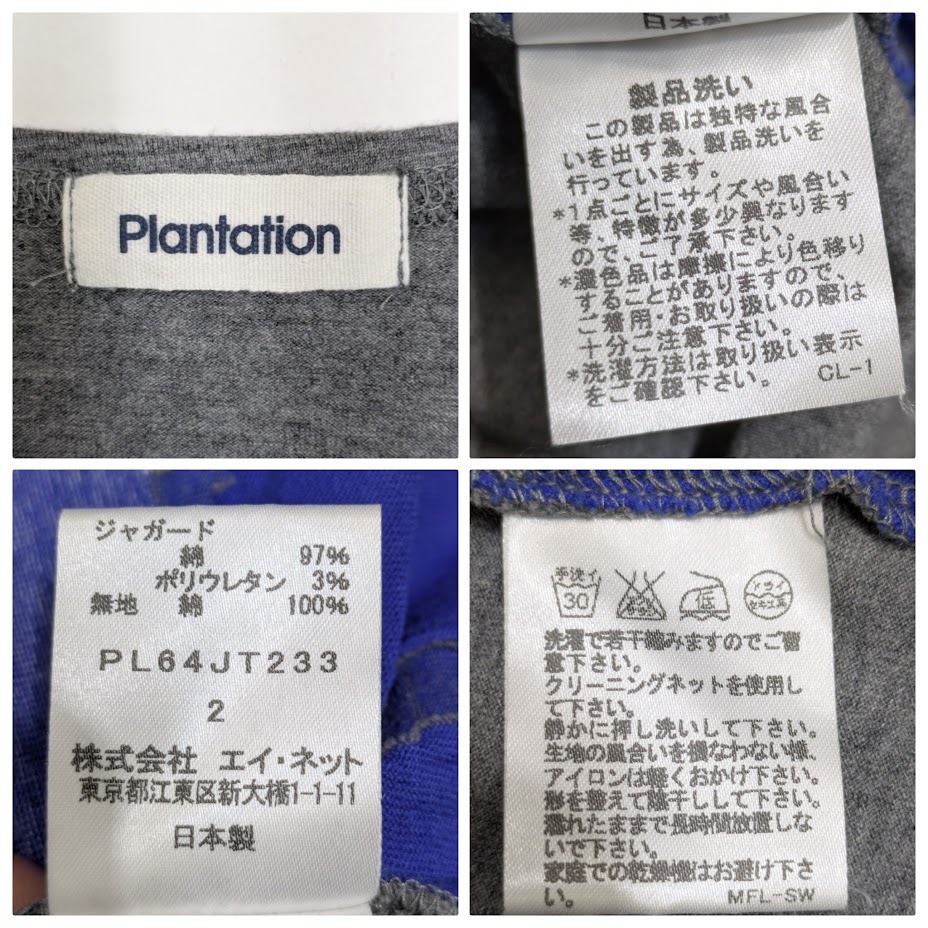 Plantation
日本製
製品洗い
この製品は独特な風合
いを出す為、製品洗いを
行っています。
*1点ごとにサイズや風合い
等、特徴が多少異なります
ので、ご了承下さい。
*濃色品は摩擦により色移り
することがありますので、
ご着用・お取り扱いの際は
十分ご注意下さい。
*洗濯方法は取り扱い表示
をご確認下さい。
CL-1
ジャガード
綿 97%
ポリウレタン 3%
無地 綿 100%
PL64JT233
2
株式会社 エイ・ネット
東京都江東区新大橋1-1-11
日本製
手洗イ
30
低
ドライ
セキユ系
洗濯で若干縮みますのでご留
意下さい。
クリーニングネットを使用し
て下さい。
静かに押し洗いして下さい。
生地の風合いを損なわない様、
アイロンは軽くおかけ下さい。
形を整えて陰干しして下さい。
濡れたままで長時間放置しな
いで下さい。
家庭での乾燥機はお避け下さ
い。
MFL-SW